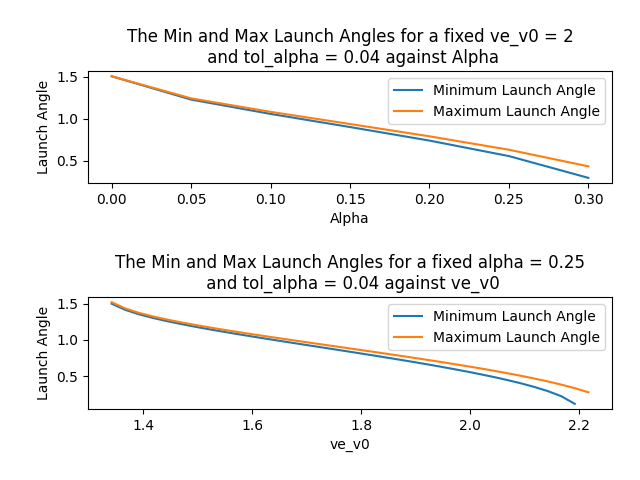 The Min and Max Launch Angles for a fixed ve_v0 = 2
and tol_alpha = 0.04 against Alpha
1.5
1.0
0.5
Launch Angle
Minimum Launch Angle
Maximum Launch Angle
0.00 0.05 0.10 0.15 0.20 0.25 0.30
Alpha
The Min and Max Launch Angles for a fixed alpha = 0.25
and tol_alpha = 0.04 against ve_v0
1.5
1.0
0.5
Launch Angle
Minimum Launch Angle
Maximum Launch Angle
1.4 1.6 1.8 2.0 2.2
ve_v0